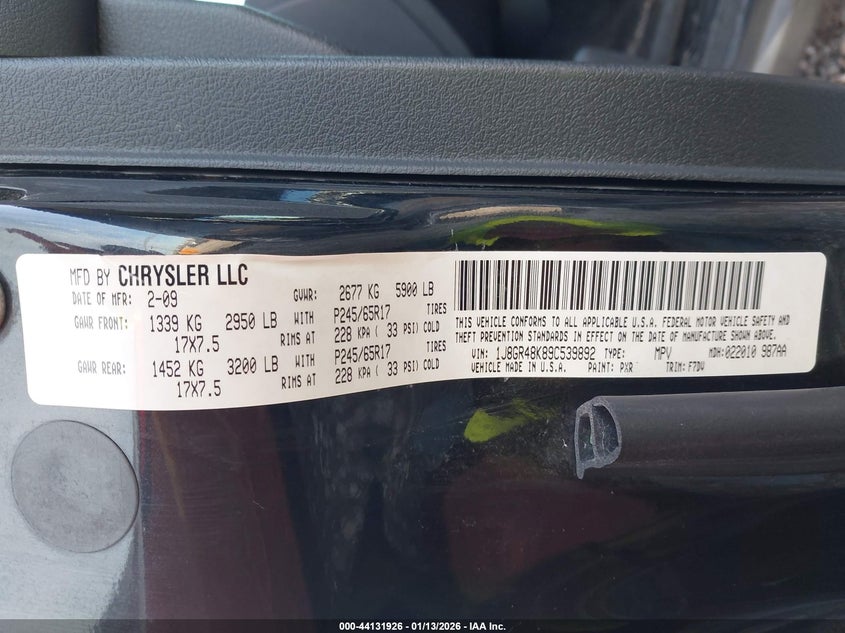 MFD BY CHRYSLER LLC
DATE OF MFR: 2-09 GVWR: 2677 KG 5900 LB
GAWR FRONT: 1339 KG 2950 LB WITH P245/65R17 TIRES
17X7.5 RIMS AT 228 KPA ( 33 PSI) COLD
GAWR REAR: 1452 KG 3200 LB WITH P245/65R17 TIRES
17X7.5 RIMS AT 228 KPA ( 33 PSI) COLD
THIS VEHICLE CONFORMS TO ALL APPLICABLE U.S.A. FEDERAL MOTOR VEHICLE SAFETY AND
THEFT PREVENTION STANDARDS IN EFFECT ON THE DATE OF MANUFACTURE SHOWN ABOVE.
VIN: 1J8GR48K89C539892 TYPE: MPV MDH: 022010 987AA
VEHICLE MADE IN U.S.A. PAINT: PXR TRIM: F7DV
000-44131926 - 01/13/2026 - IAA Inc.